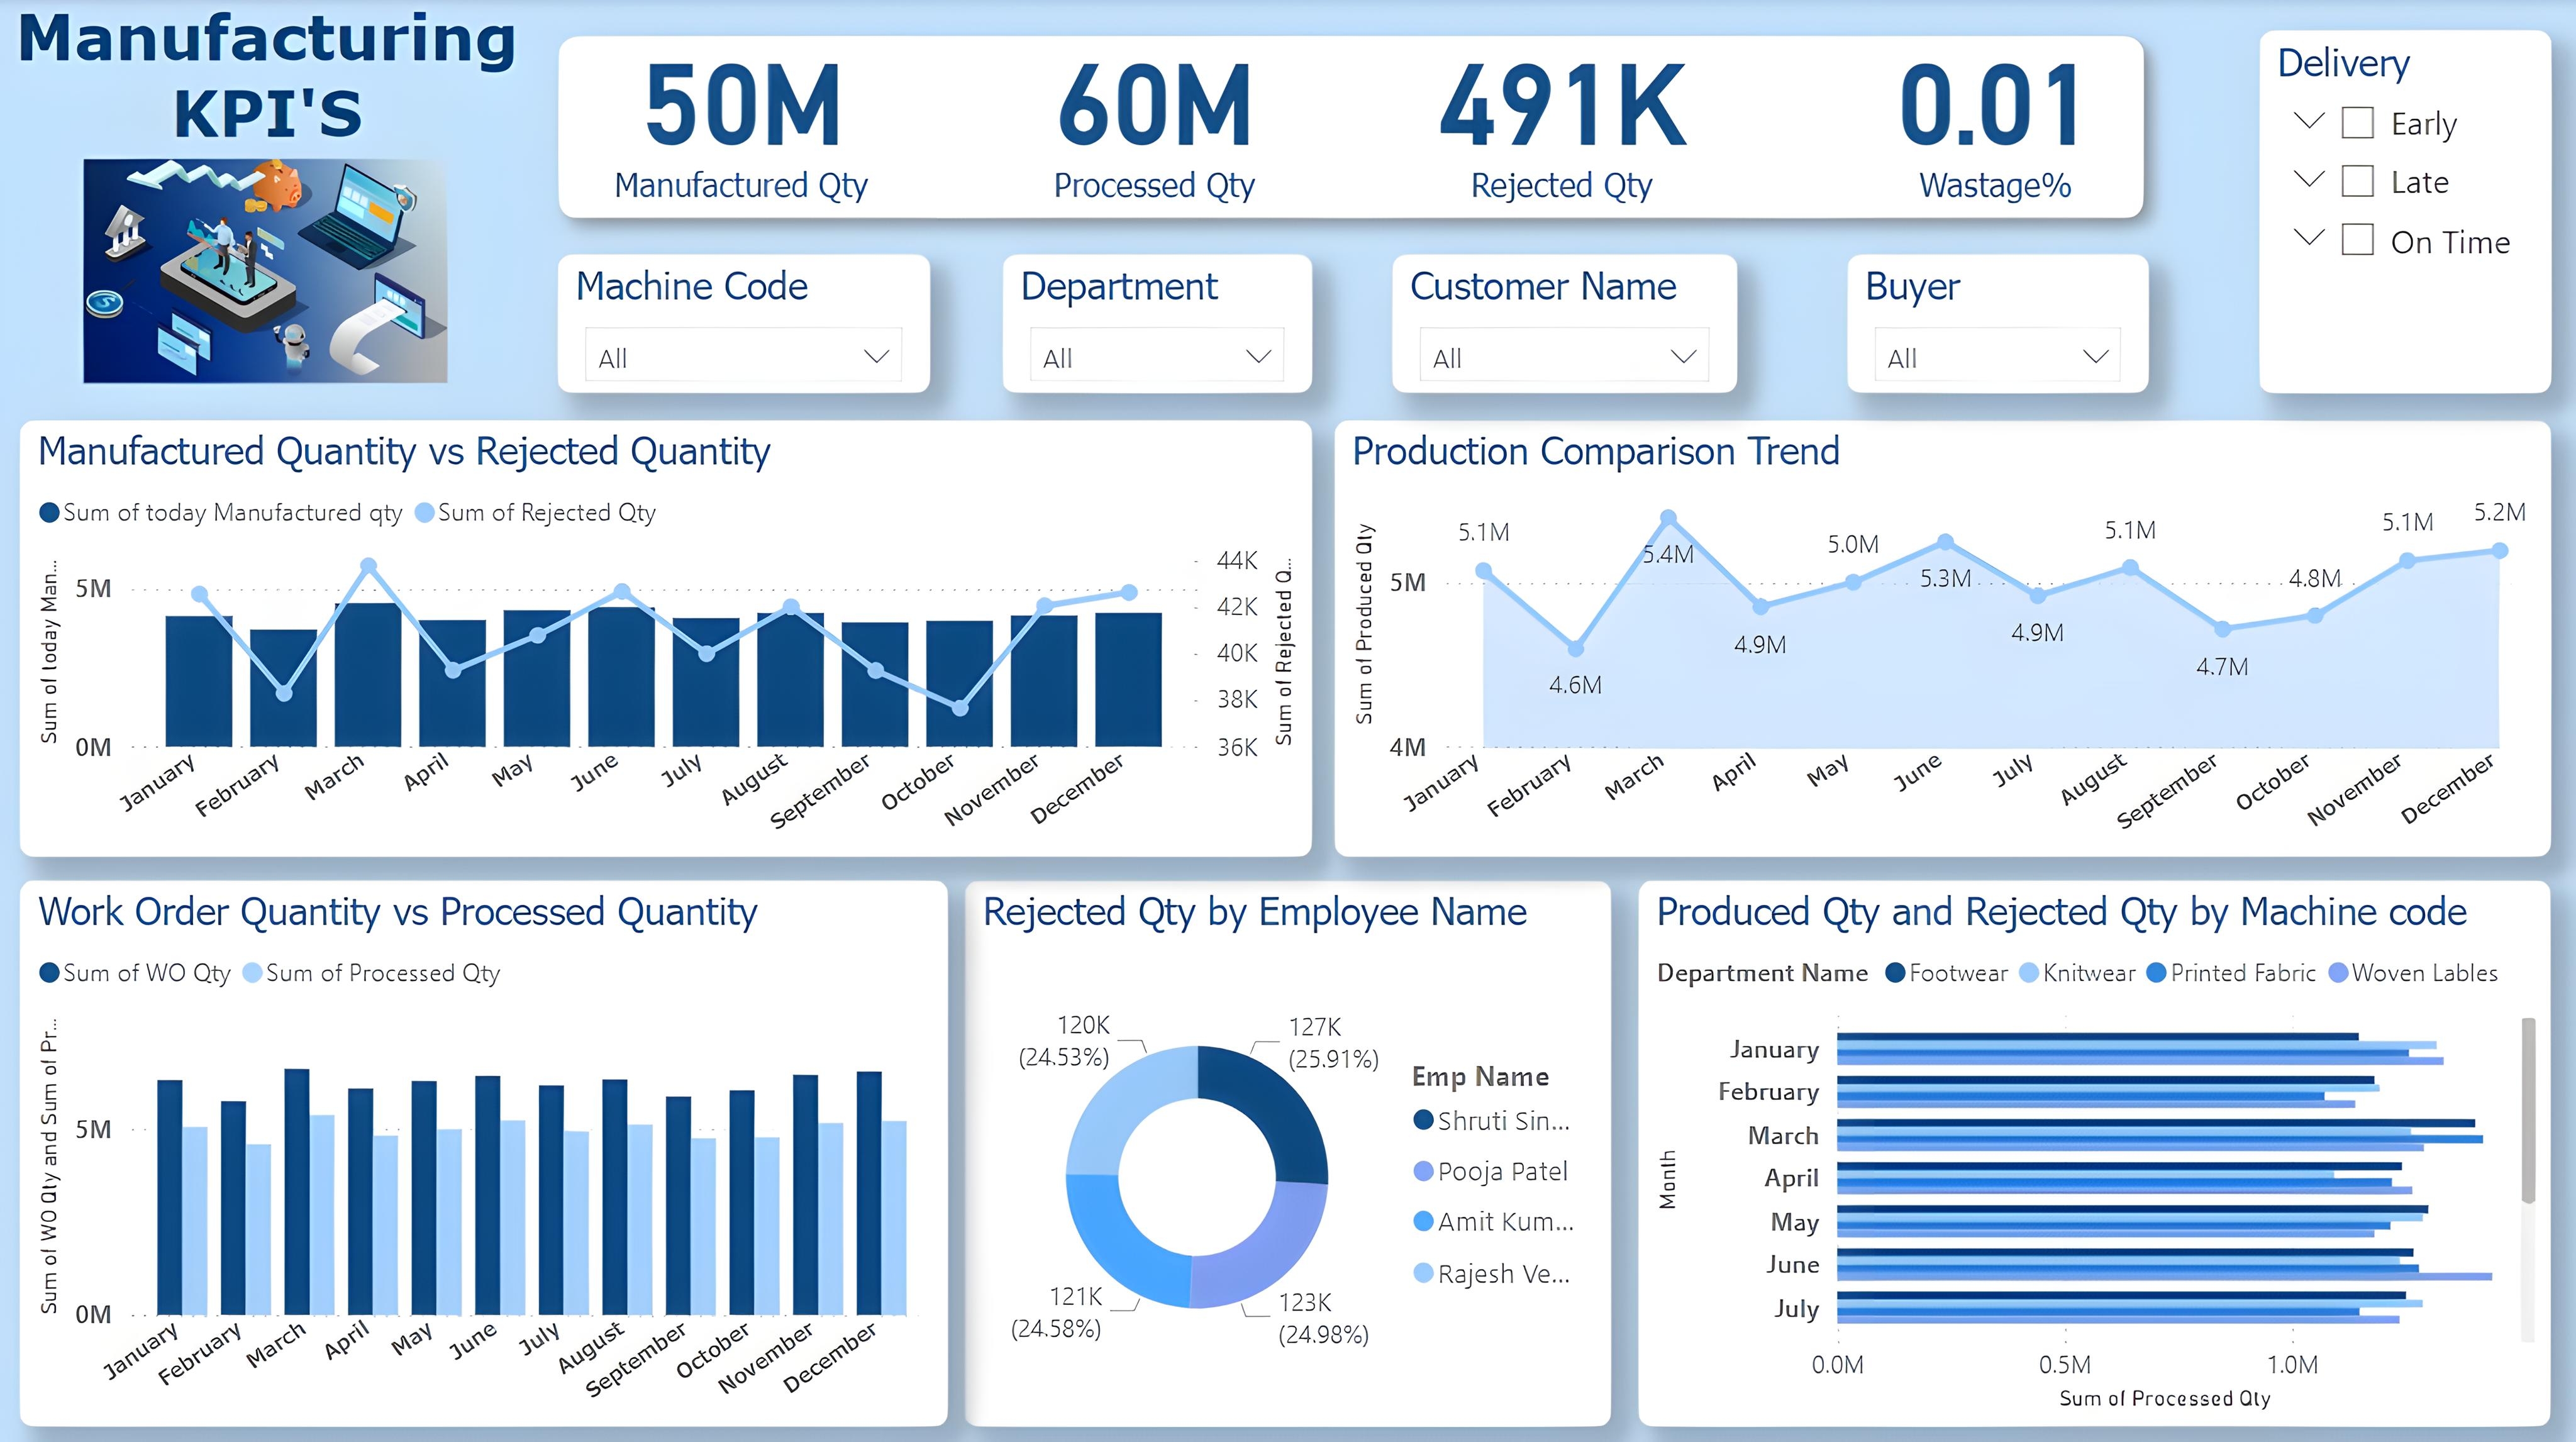 Manufacturing
KPI'S
50M
Manufactured Qty
60M
Processed Qty
491K
Rejected Qty
0.01
Wastage%
Delivery
Early
Late
On Time
Machine Code
All
Department
All
Customer Name
All
Buyer
All
Manufactured Quantity vs Rejected Quantity
Sum of today Manufactured qty
Sum of Rejected Qty
Sum of today Man...
5M
0M
44K
42K
40K
38K
36K
Sum of Rejected Q...
January
February
March
April
May
June
July
August
September
October
November
December
Production Comparison Trend
Sum of Produced Qty
5M
4M
5.1M
4.6M
5.4M
4.9M
5.0M
5.3M
4.9M
5.1M
4.7M
4.8M
5.1M
5.2M
January
February
March
April
May
June
July
August
September
October
November
December
Work Order Quantity vs Processed Quantity
Sum of WO Qty
Sum of Processed Qty
Sum of WO Qty and Sum of Pr...
5M
0M
January
February
March
April
May
June
July
August
September
October
November
December
Rejected Qty by Employee Name
120K
(24.53%)
127K
(25.91%)
121K
(24.58%)
123K
(24.98%)
Emp Name
Shruti Sin...
Pooja Patel
Amit Kum...
Rajesh Ve...
Produced Qty and Rejected Qty by Machine code
Department Name
Footwear
Knitwear
Printed Fabric
Woven Lables
Month
January
February
March
April
May
June
July
0.0M
0.5M
1.0M
Sum of Processed Qty